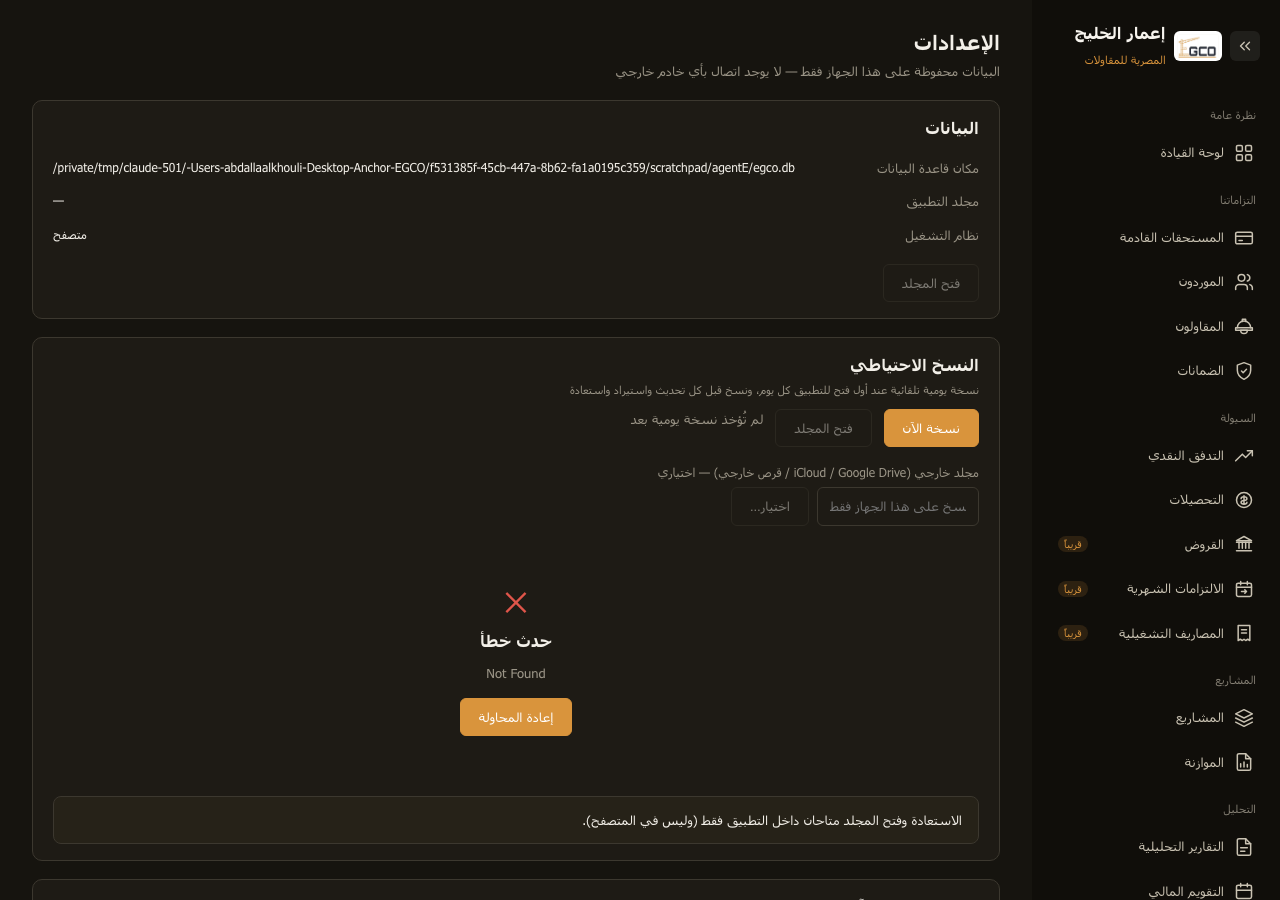 إعمار الخليج
المصرية للمقاولات
EGCO
نظرة عامة
لوحة القيادة
التزاماتنا
المستحقات القادمة
الموردون
المقاولون
الضمانات
السيولة
التدفق النقدي
التحصيلات
القروض
قريباً
الالتزامات الشهرية
قريباً
المصاريف التشغيلية
قريباً
المشاريع
المشاريع
الموازنة
التحليل
التقارير التحليلية
التقويم المالي
الإعدادات
البيانات محفوظة على هذا الجهاز فقط — لا يوجد اتصال بأي خادم خارجي
البيانات
مكان قاعدة البيانات
/private/tmp/claude-501/-Users-abdallaalkhouli-Desktop-Anchor-EGCO/f531385f-45cb-447a-8b62-fa1a0195c359/scratchpad/agentE/egco.db
مجلد التطبيق
—
نظام التشغيل
متصفح
فتح المجلد
النسخ الاحتياطي
نسخة يومية تلقائية عند أول فتح للتطبيق كل يوم، ونسخ قبل كل تحديث واستيراد واستعادة
نسخة الآن
فتح المجلد
لم تُؤخذ نسخة يومية بعد
مجلد خارجي (iCloud / Google Drive / قرص خارجي) — اختياري
سخ على هذا الجهاز فقط
اختيار...
حدث خطأ
Not Found
إعادة المحاولة
الاستعادة وفتح المجلد متاحان داخل التطبيق فقط (وليس في المتصفح).